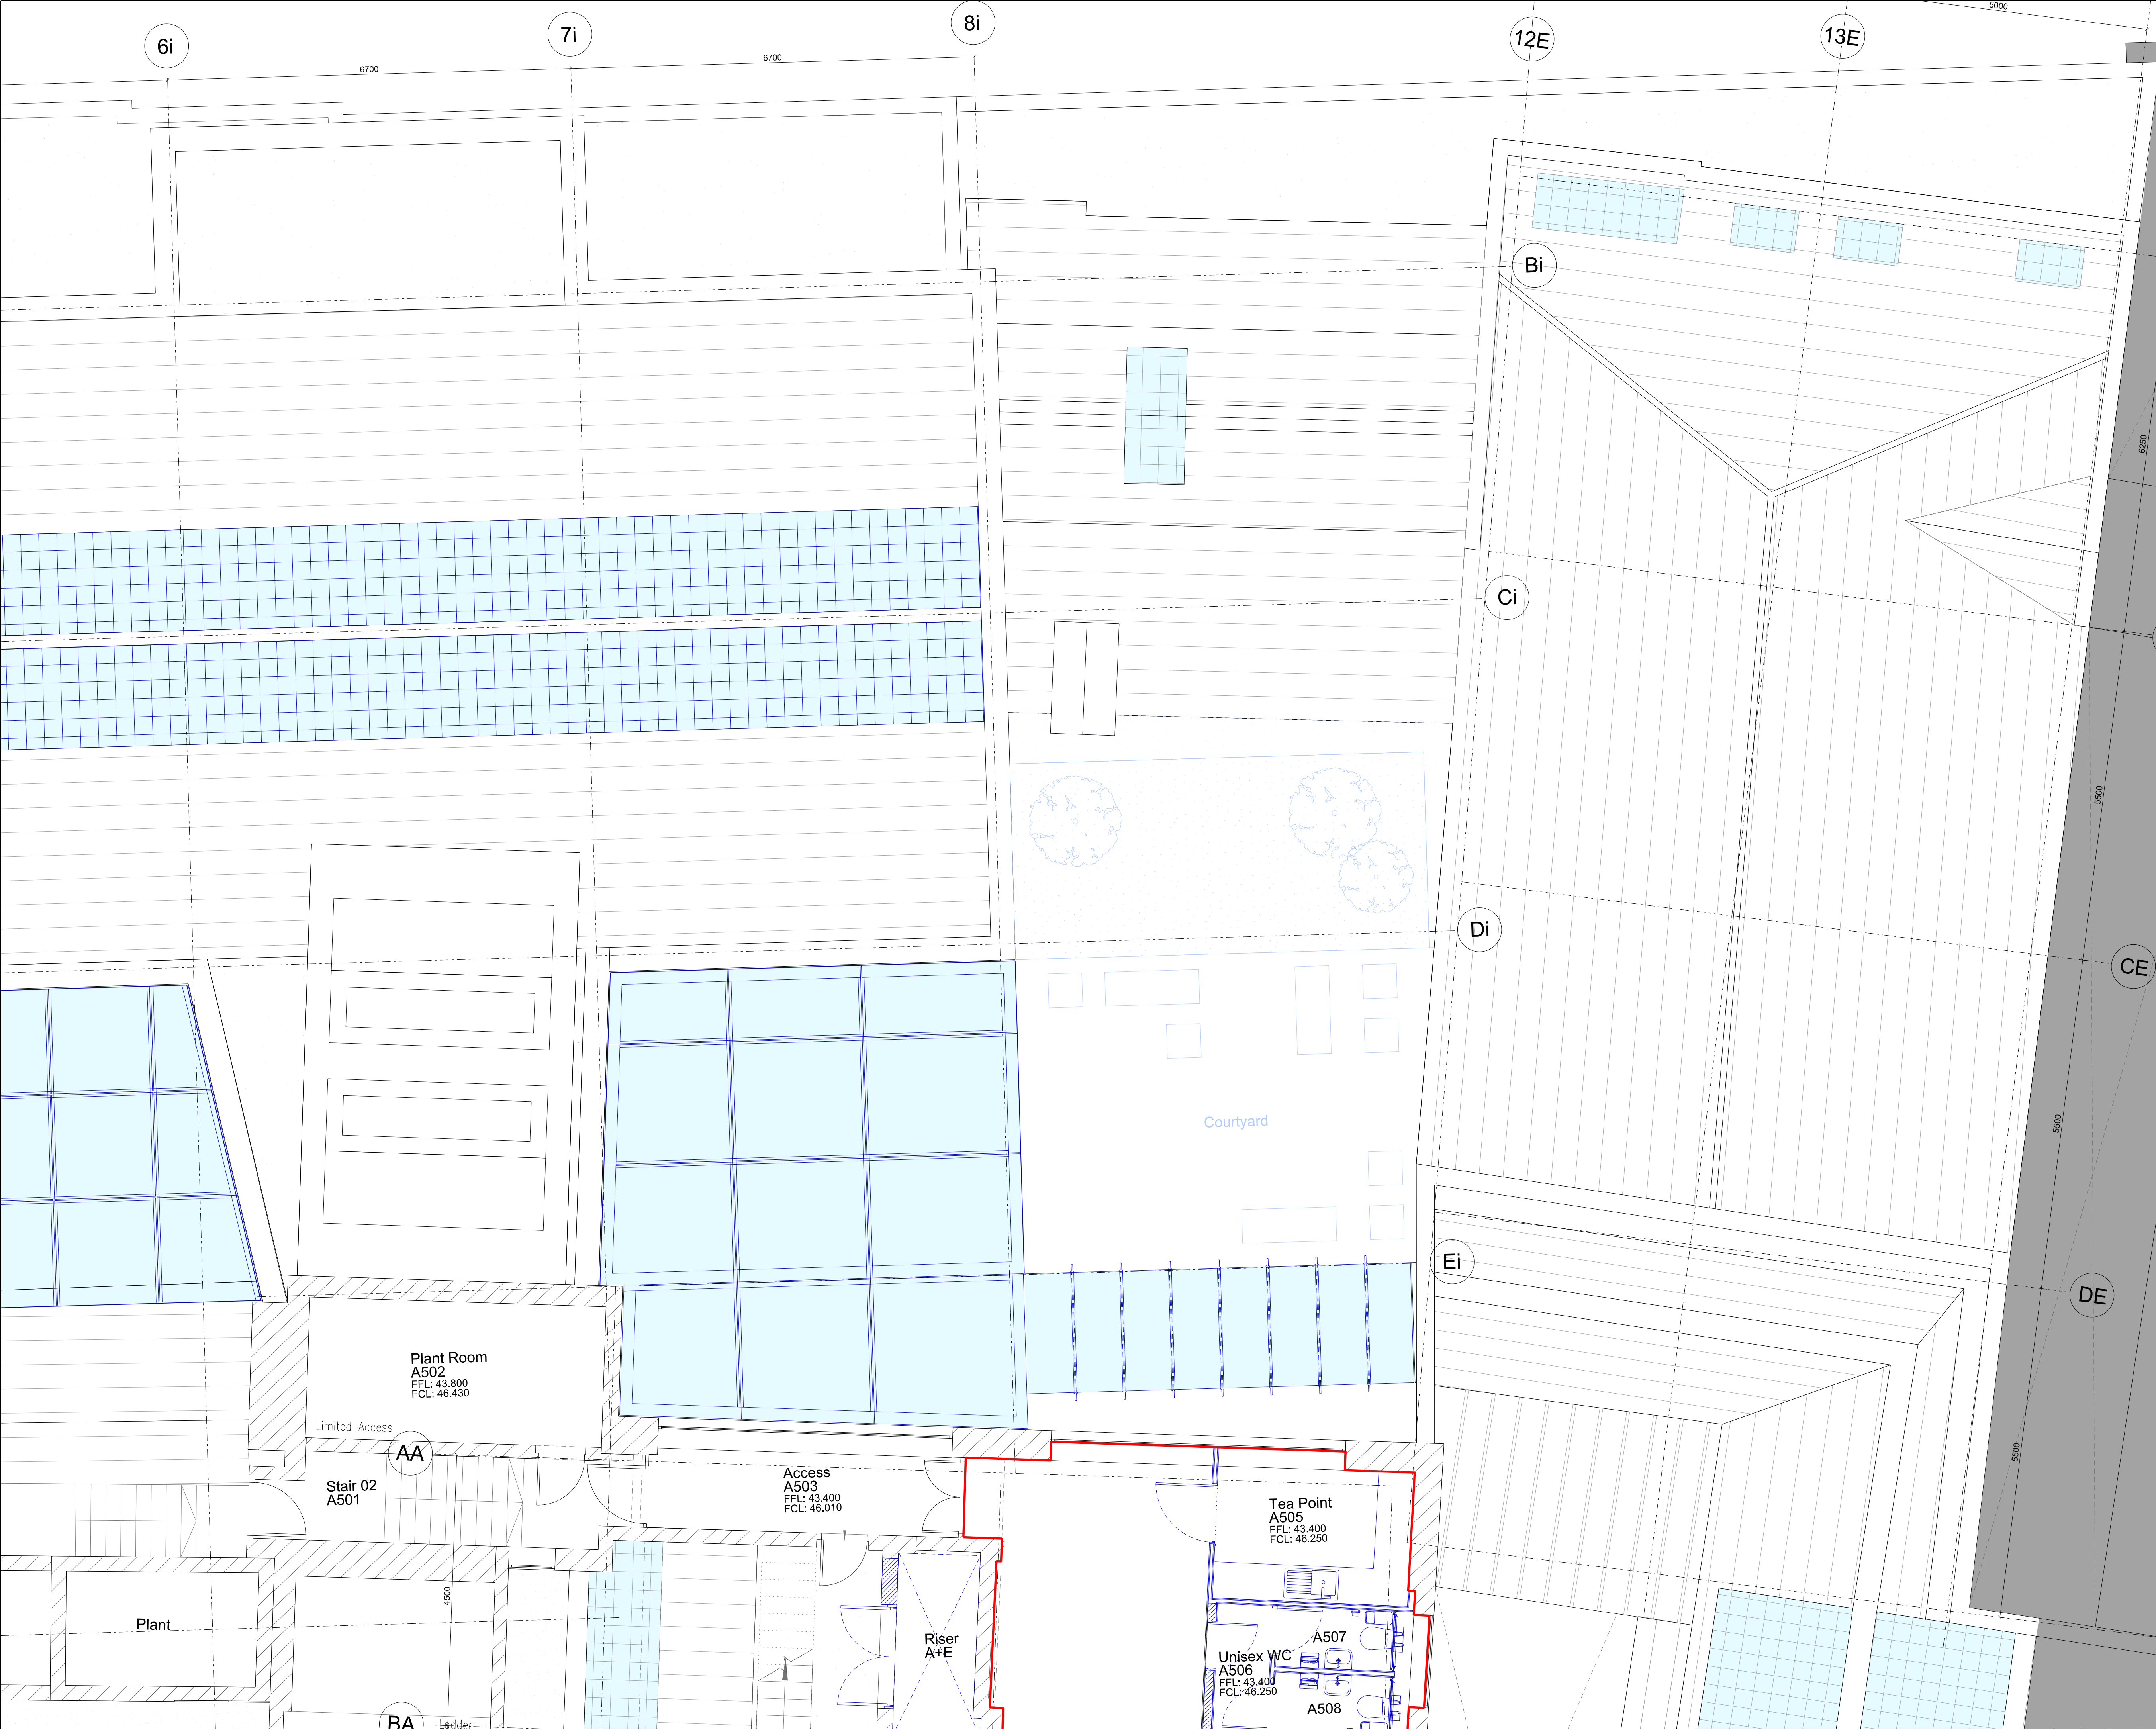 5000
6i
7i
8i
12E
13E
6700
6700
Bi
6250
Ci
5500
Di
CE
Courtyard
5500
Ei
DE
Plant Room
A502
FFL: 43.800
FCL: 46.430
Limited Access
AA
Stair 02
A501
Access
A503
FFL: 43.400
FCL: 46.010
Tea Point
A505
FFL: 43.400
FCL: 46.250
5500
4500
Plant
Riser
A+E
A507
Unisex WC
A506
FFL: 43.400
FCL: 46.250
A508
BA
Ladder